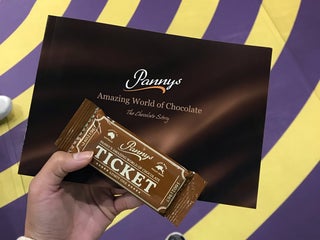 Pannys
Amazing World of Chocolate
The Chocolate Story
Pannys
TICKET